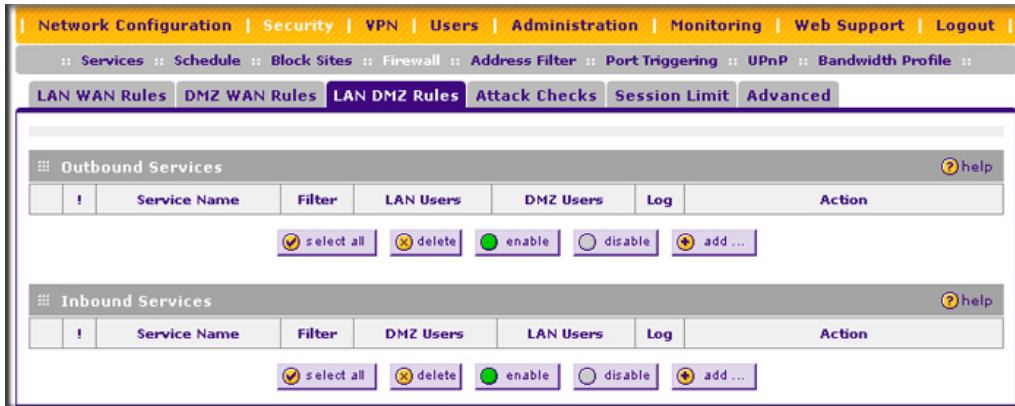 | Network Configuration | Security | VPN | Users | Administration | Monitoring | Web Support | Logout |
:: Services :: Schedule :: Block Sites :: Firewall :: Address Filter :: Port Triggering :: UPnP :: Bandwidth Profile ::
LAN WAN Rules DMZ WAN Rules LAN DMZ Rules Attack Checks Session Limit Advanced
Outbound Services ? help
! Service Name Filter LAN Users DMZ Users Log Action
select all delete enable disable add ...
Inbound Services ? help
! Service Name Filter DMZ Users LAN Users Log Action
select all delete enable disable add ...